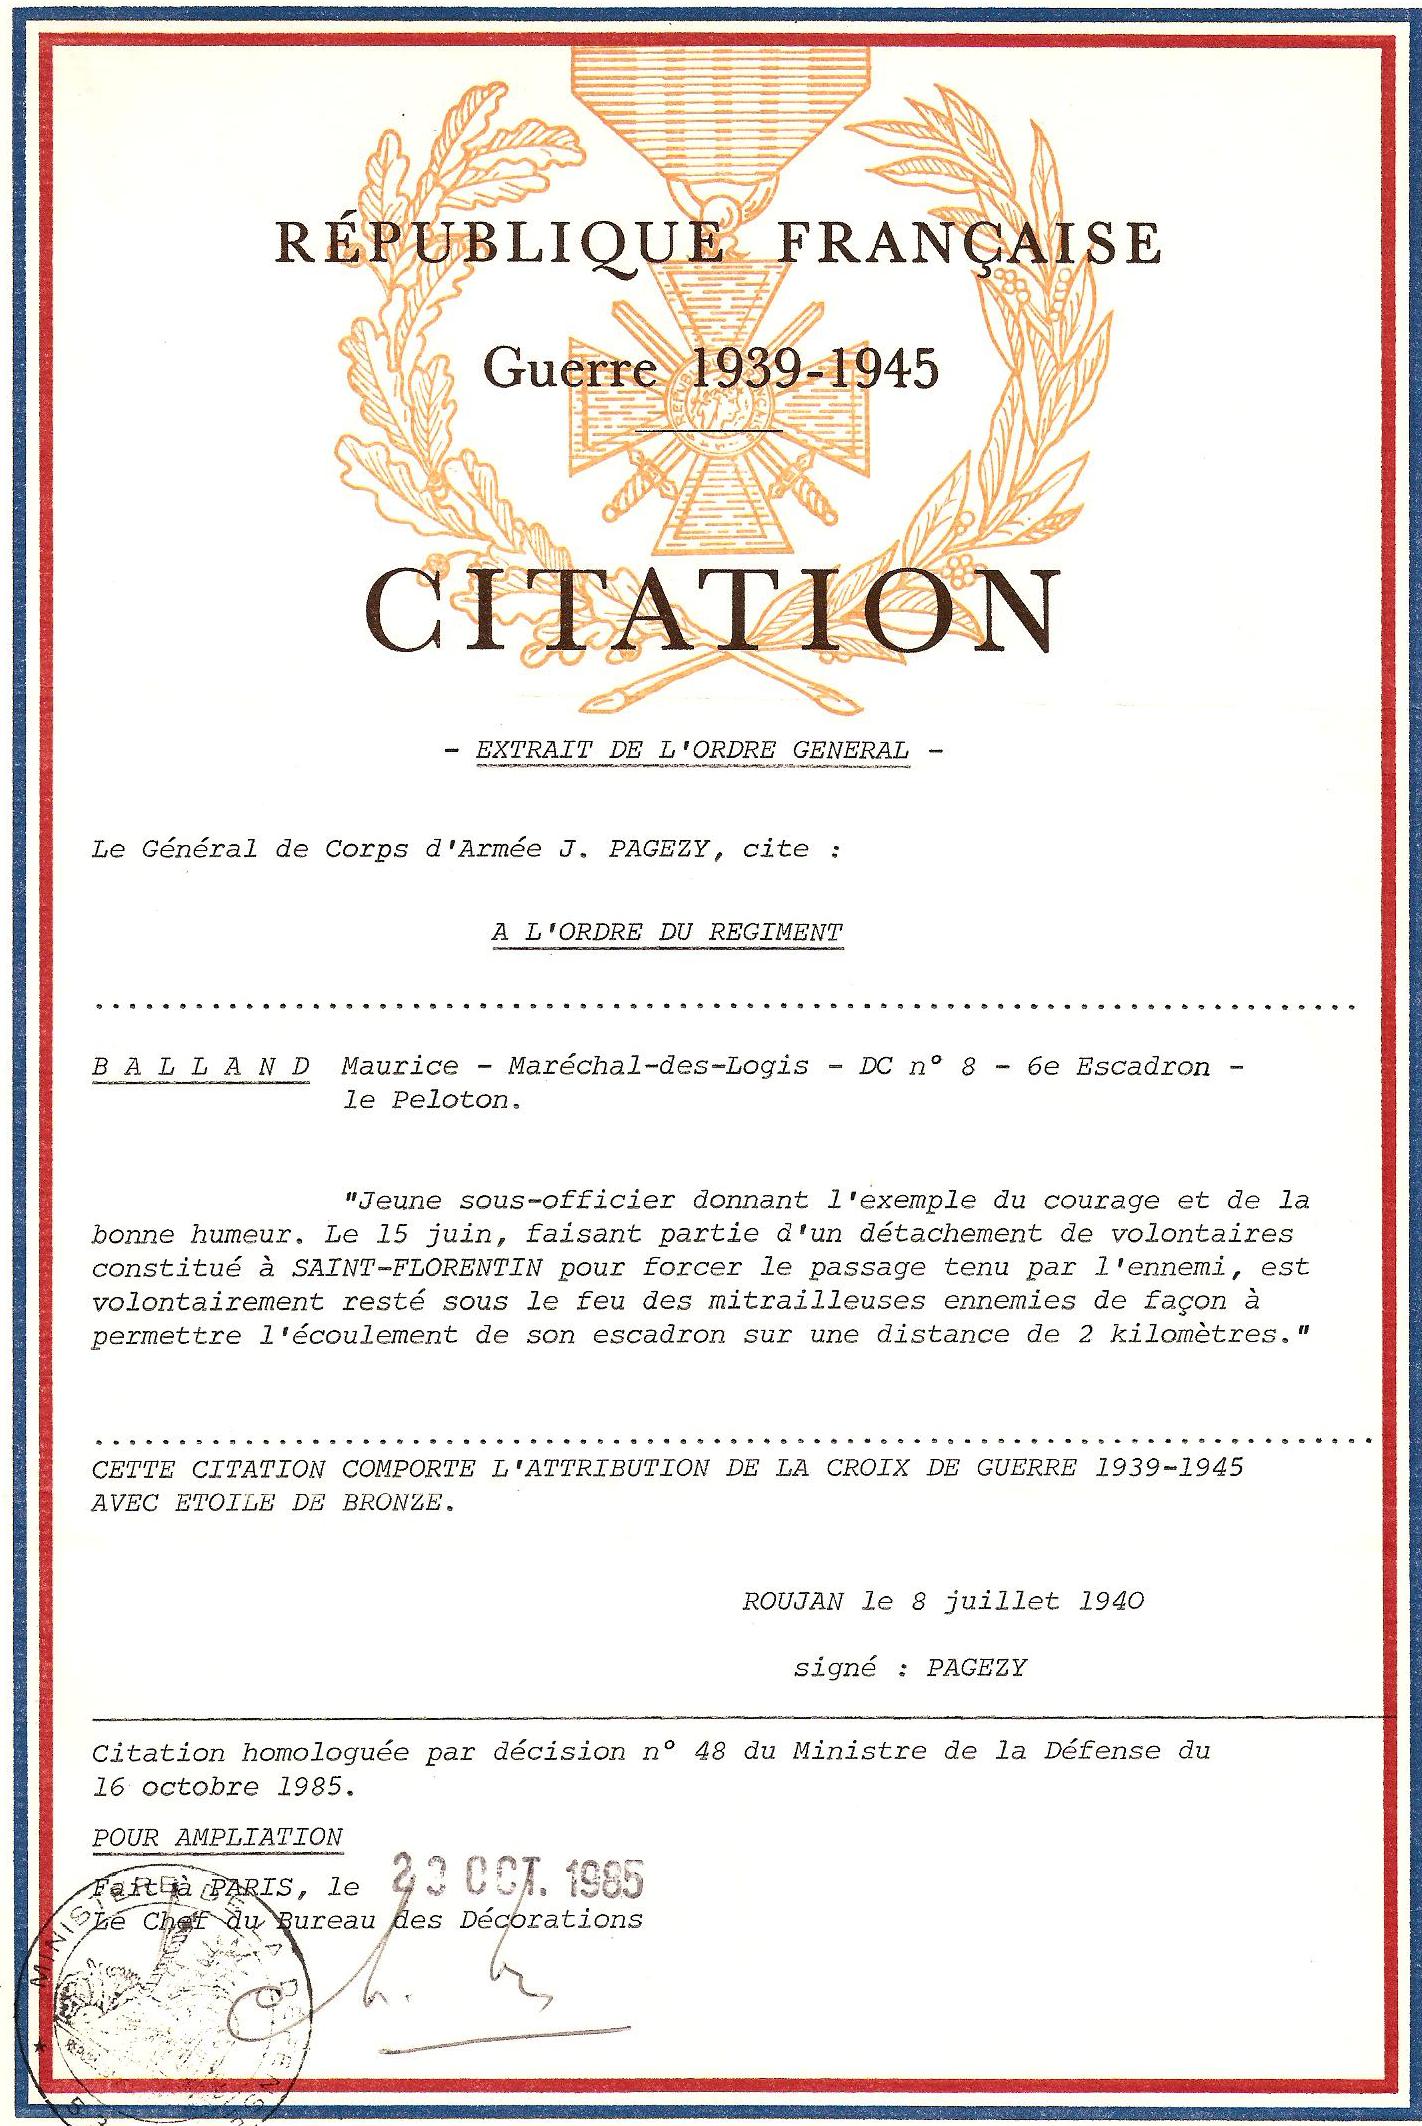 RÉPUBLIQUE FRANÇAISE
Guerre 1939-1945
CITATION
- EXTRAIT DE L'ORDRE GENERAL -
Le Général de Corps d'Armée J. PAGEZY, cite :
A L'ORDRE DU REGIMENT
B A L L A N D Maurice - Maréchal-des-Logis - DC n° 8 - 6e Escadron -
le Peloton.
"Jeune sous-officier donnant l'exemple du courage et de la
bonne humeur. Le 15 juin, faisant partie d'un détachement de volontaires
constitué à SAINT-FLORENTIN pour forcer le passage tenu par l'ennemi, est
volontairement resté sous le feu des mitrailleuses ennemies de façon à
permettre l'écoulement de son escadron sur une distance de 2 kilomètres."
CETTE CITATION COMPORTE L'ATTRIBUTION DE LA CROIX DE GUERRE 1939-1945
AVEC ETOILE DE BRONZE.
ROUJAN le 8 juillet 1940
signé : PAGEZY
Citation homologuée par décision n° 48 du Ministre de la Défense du
16 octobre 1985.
POUR AMPLIATION
Fait à PARIS, le 23 OCT. 1985
Le Chef du Bureau des Décorations
MINISTERE DE LA DEFENSE